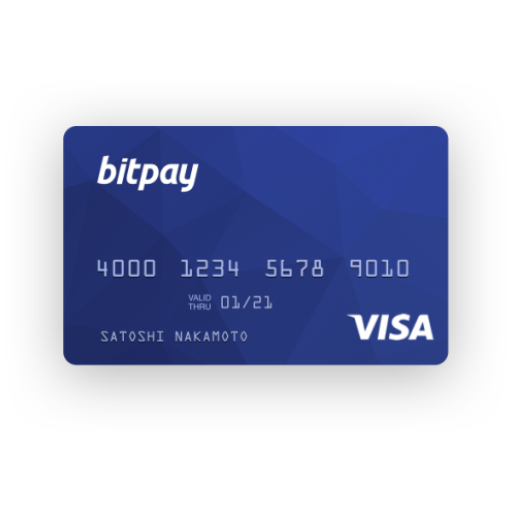 bitpay
4000 1234 5678 9010
VALID
THRU 01/21
VISA
SATOSHI NAKAMOTO